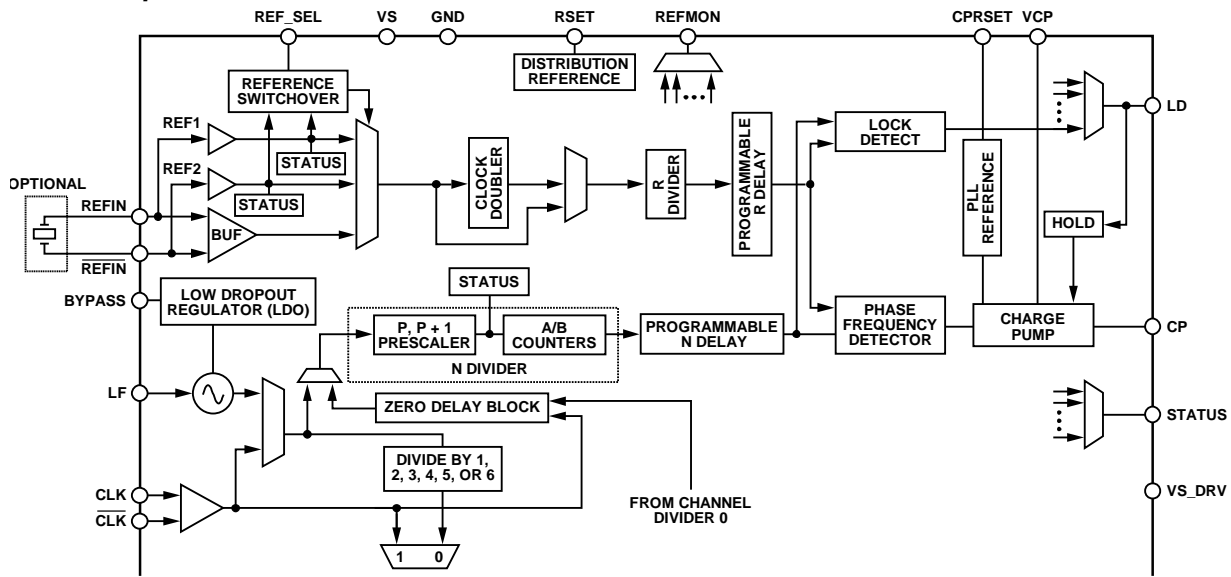 REF_SEL VS GND RSET REFMON CPRSET VCP
DISTRIBUTION
REFERENCE
REFERENCE
SWITCHOVER
REF1
STATUS
REF2
STATUS
OPTIONAL
REFIN
BUF
REFIN
CLOCK
DOUBLER
R
DIVIDER
PROGRAMMABLE
R DELAY
LOCK
DETECT
LD
PLL
REFERENCE
HOLD
BYPASS
LOW DROPOUT
REGULATOR (LDO)
STATUS
P, P + 1
PRESCALER
A/B
COUNTERS
N DIVIDER
PROGRAMMABLE
N DELAY
PHASE
FREQUENCY
DETECTOR
CHARGE
PUMP
CP
LF
ZERO DELAY BLOCK
STATUS
DIVIDE BY 1,
2, 3, 4, 5, OR 6
CLK
CLK
FROM CHANNEL
DIVIDER 0
VS_DRV
1 0